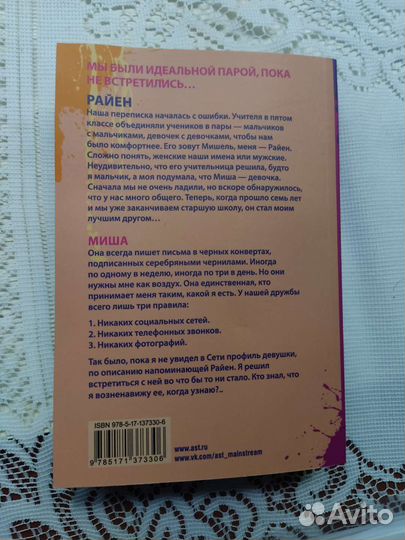 МЫ БЫЛИ ИДЕАЛЬНОЙ ПАРОЙ, ПОКА
НЕ ВСТРЕТИЛИСЬ...
РАЙЕН
Наша переписка началась с ошибки. Учителя в пятом
классе объединяли учеников в пары — мальчиков
с мальчиками, девочек с девочками, чтобы нам
было комфортнее. Его зовут Мишель, меня — Райен.
Сложно понять, женские наши имена или мужские.
Неудивительно, что его учительница решила, будто
я мальчик, а моя подумала, что Миша — девочка.
Сначала мы не очень ладили, но вскоре обнаружилось,
что у нас много общего. Теперь, когда прошло семь лет
и мы уже заканчиваем старшую школу, он стал моим
лучшим другом...
МИША
Она всегда пишет письма в черных конвертах,
подписанных серебряными чернилами. Иногда
по одному в неделю, иногда по три в день. Но они
нужны мне как воздух. Она единственная, кто
принимает меня таким, какой я есть. У нашей дружбы
всего лишь три правила:
1. Никаких социальных сетей.
2. Никаких телефонных звонков.
3. Никаких фотографий.
Так было, пока я не увидел в Сети профиль девушки,
по описанию напоминающей Райен. Я решил
встретиться с ней во что бы то ни стало. Кто знал, что
я возненавижу ее, когда узнаю?..
ISBN 978-5-17-137330-6
9 785171 373306
www.ast.ru
www.vk.com/ast_mainstream
Avito